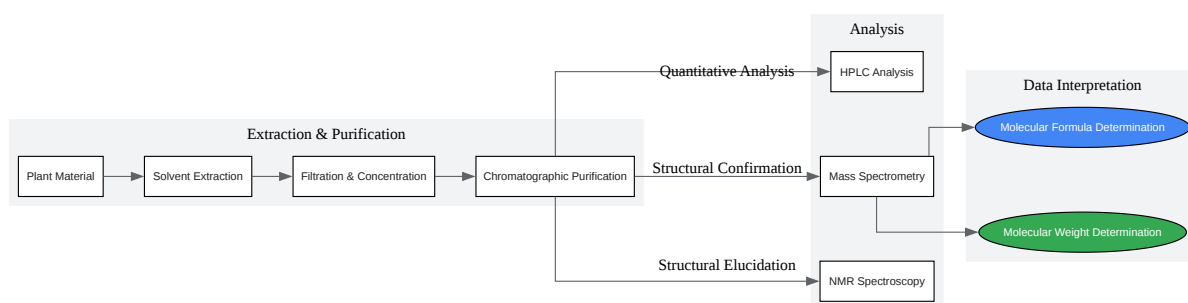 Extraction & Purification
Plant Material
Solvent Extraction
Filtration & Concentration
Chromatographic Purification
Quantitative Analysis
Structural Confirmation
Structural Elucidation
Analysis
HPLC Analysis
Mass Spectrometry
NMR Spectroscopy
Data Interpretation
Molecular Formula Determination
Molecular Weight Determination